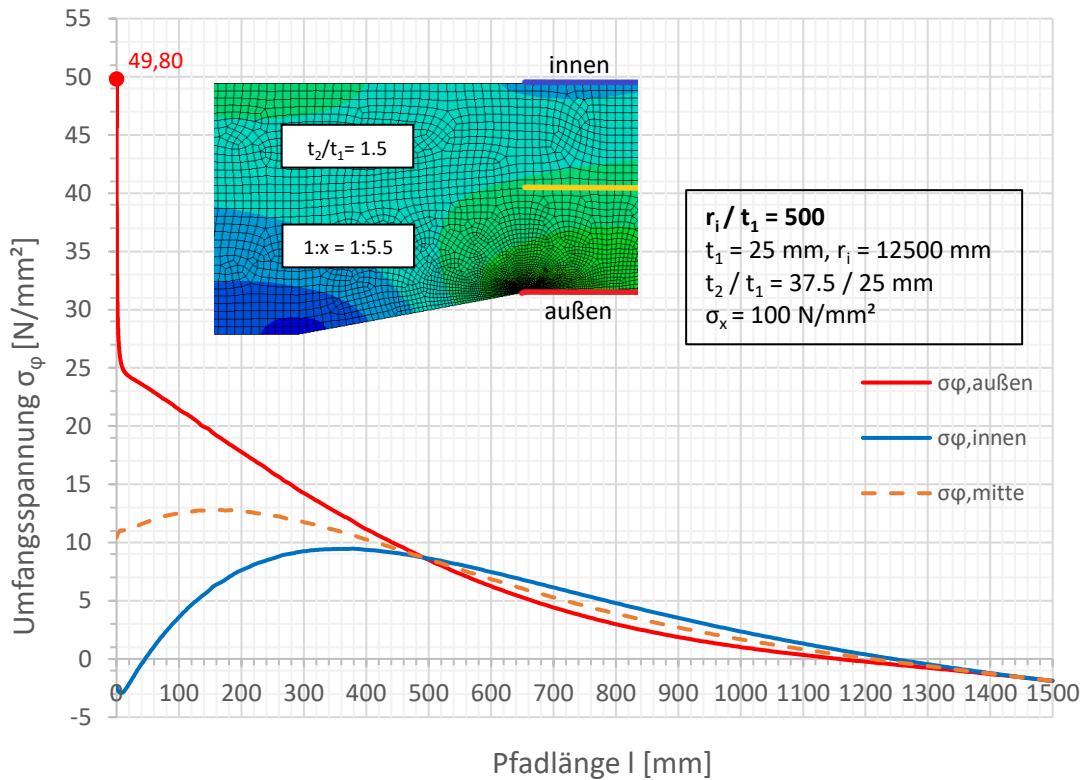 55
50
45
40
35
30
25
20
15
10
5
0
-5
Umfangsspannung σφ [N/mm²]
49,80
innen
t₂/t₁= 1.5
1:x = 1:5.5
außen
rᵢ / t₁ = 500
t₁ = 25 mm, rᵢ = 12500 mm
t₂ / t₁ = 37.5 / 25 mm
σₓ = 100 N/mm²
σφ,außen
σφ,innen
σφ,mitte
0 100 200 300 400 500 600 700 800 900 1000 1100 1200 1300 1400 1500
Pfadlänge l [mm]